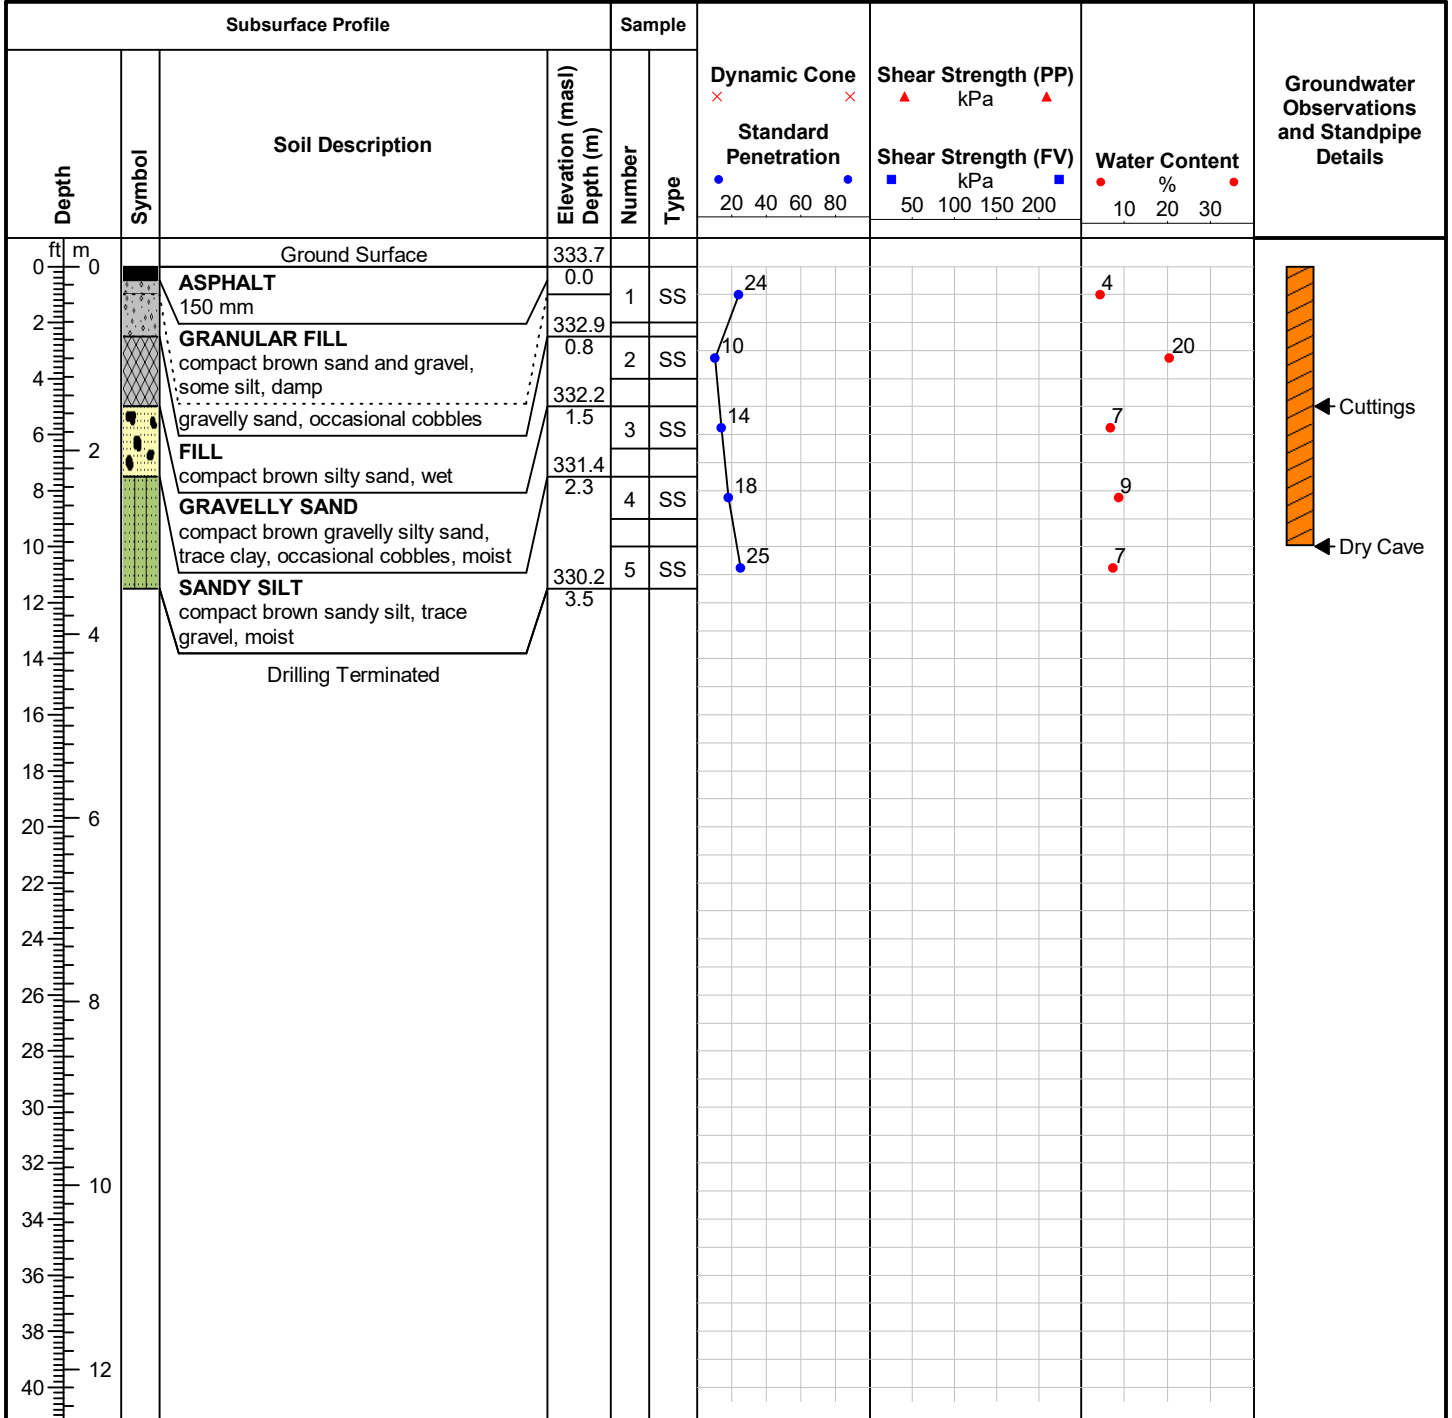 Subsurface Profile
Sample
Depth
Symbol
Soil Description
Elevation (masl)
Depth (m)
Number
Type
Dynamic Cone
Standard
Penetration
20 40 60 80
Shear Strength (PP)
kPa
Shear Strength (FV)
kPa
50 100 150 200
Water Content
%
10 20 30
Groundwater
Observations
and Standpipe
Details
ft m
Ground Surface
333.7
0 0
0.0
ASPHALT
150 mm
1 SS
24
4
2
332.9
GRANULAR FILL
0.8
compact brown sand and gravel,
some silt, damp
2 SS
10
20
4
332.2
gravelly sand, occasional cobbles
1.5
3 SS
14
7
Cuttings
6
2
FILL
compact brown silty sand, wet
331.4
8
2.3
GRAVELLY SAND
compact brown gravelly silty sand,
trace clay, occasional cobbles, moist
4 SS
18
9
10
Dry Cave
330.2
5 SS
25
7
SANDY SILT
3.5
compact brown sandy silt, trace
gravel, moist
12
4
14
Drilling Terminated
16
18
6
20
22
24
26
8
28
30
32
10
34
36
38
12
40